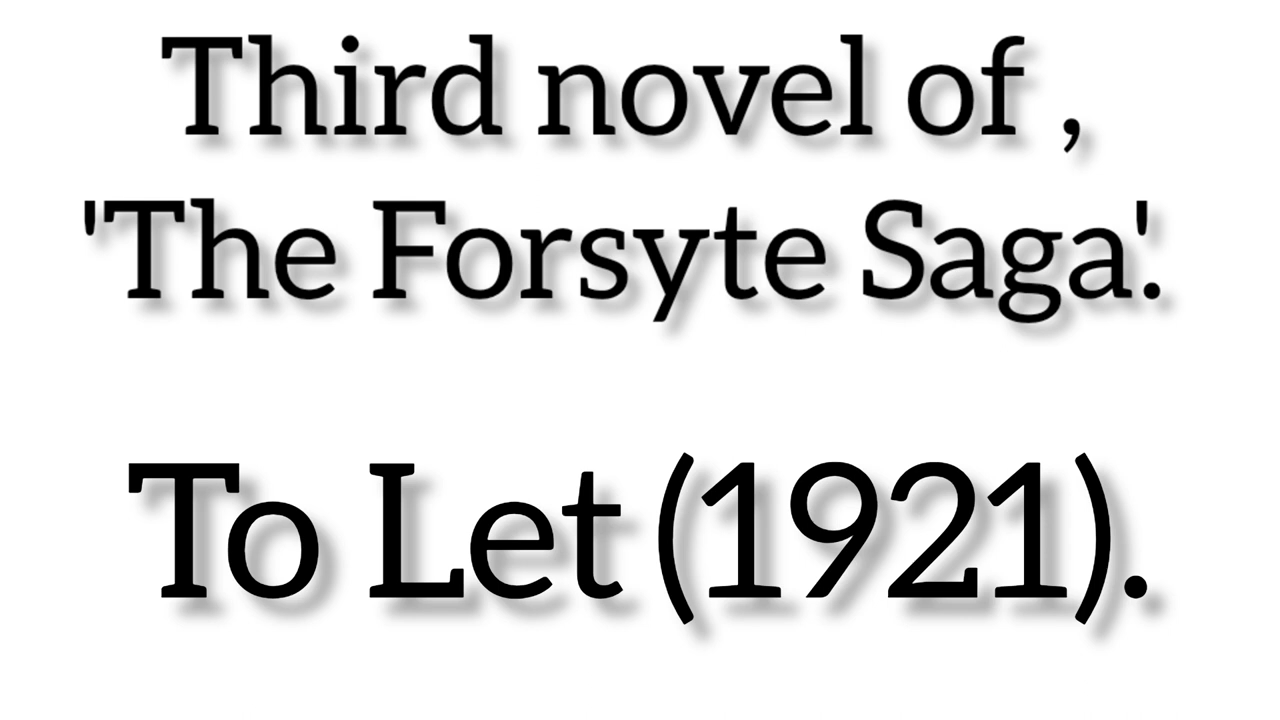 Third novel of ,
'The Forsyte Saga'.
To Let (1921).